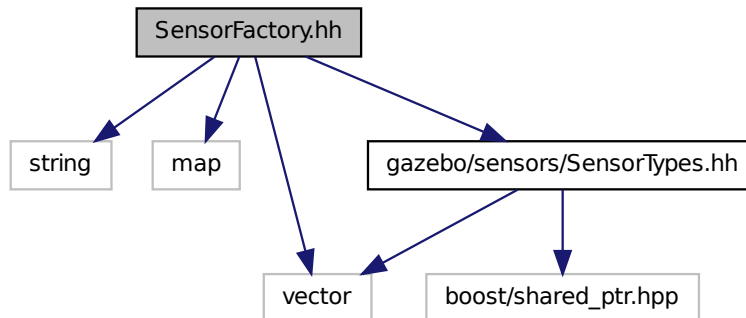 SensorFactory.hh
string
map
gazebo/sensors/SensorTypes.hh
vector
boost/shared_ptr.hpp